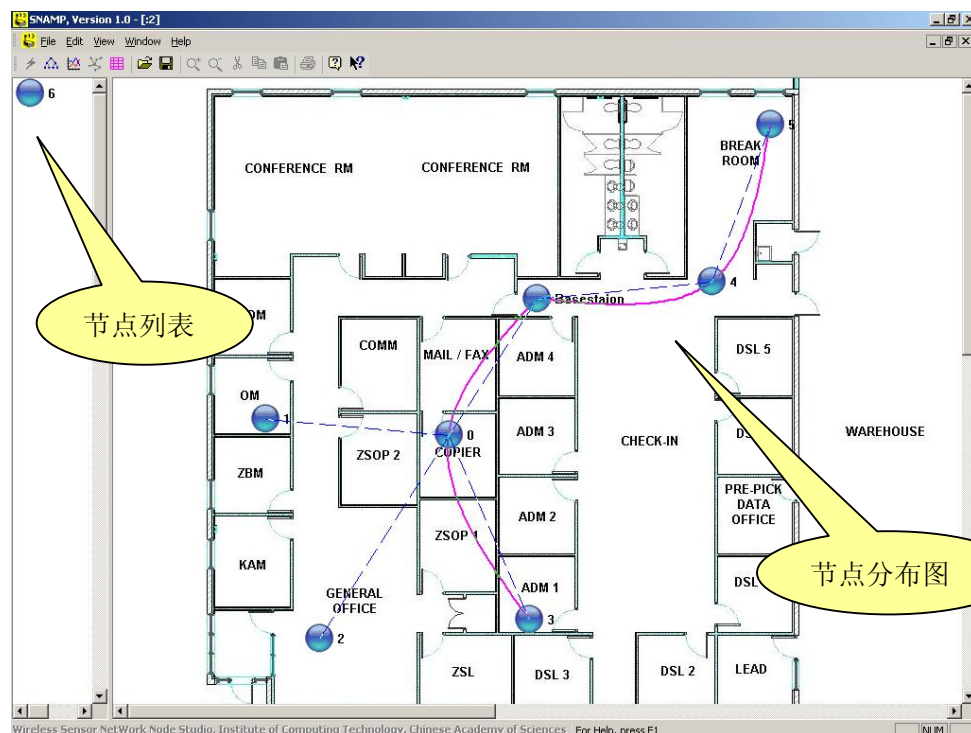 SNAMP, Version 1.0 - [:2]
File Edit View Window Help
6
5
BREAK
ROOM
CONFERENCE RM
CONFERENCE RM
4
Basestaion
节点列表
OM
COMM
MAIL / FAX
ADM 4
DSL 5
OM
1
ADM 3
0
COPIER
CHECK-IN
WAREHOUSE
ZSOP 2
ZBM
PRE-PICK
DATA
OFFICE
ADM 2
ZSOP 1
KAM
节点分布图
DSL
ADM 1
GENERAL
OFFICE
3
2
ZSL
DSL 3
DSL 2
LEAD
Wireless Sensor NetWork Node Studio, Institute of Computing Technology, Chinese Academy of Sciences For Help, press F1
NUM